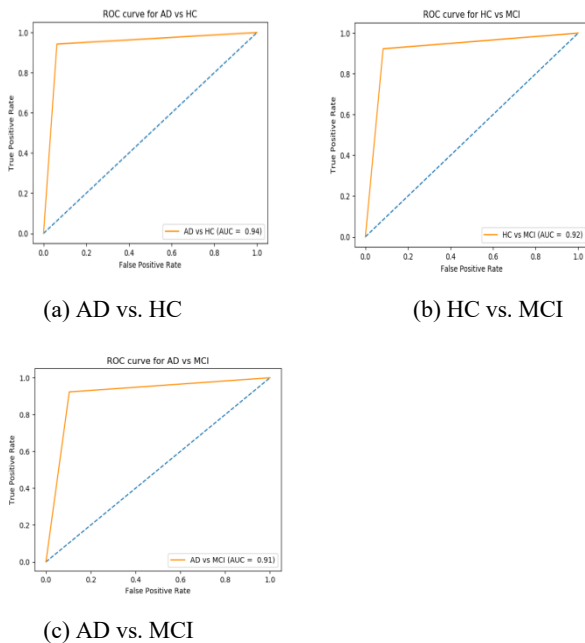 ROC curve for AD vs HC
1.0
0.8
0.6
0.4
0.2
0.0
True Positive Rate
0.0 0.2 0.4 0.6 0.8 1.0
False Positive Rate
AD vs HC (AUC = 0.94)
(a) AD vs. HC
ROC curve for HC vs MCI
1.0
0.8
0.6
0.4
0.2
0.0
True Positive Rate
0.0 0.2 0.4 0.6 0.8 1.0
False Positive Rate
HC vs MCI (AUC = 0.92)
(b) HC vs. MCI
ROC curve for AD vs MCI
1.0
0.8
0.6
0.4
0.2
0.0
True Positive Rate
0.0 0.2 0.4 0.6 0.8 1.0
False Positive Rate
AD vs MCI (AUC = 0.91)
(c) AD vs. MCI